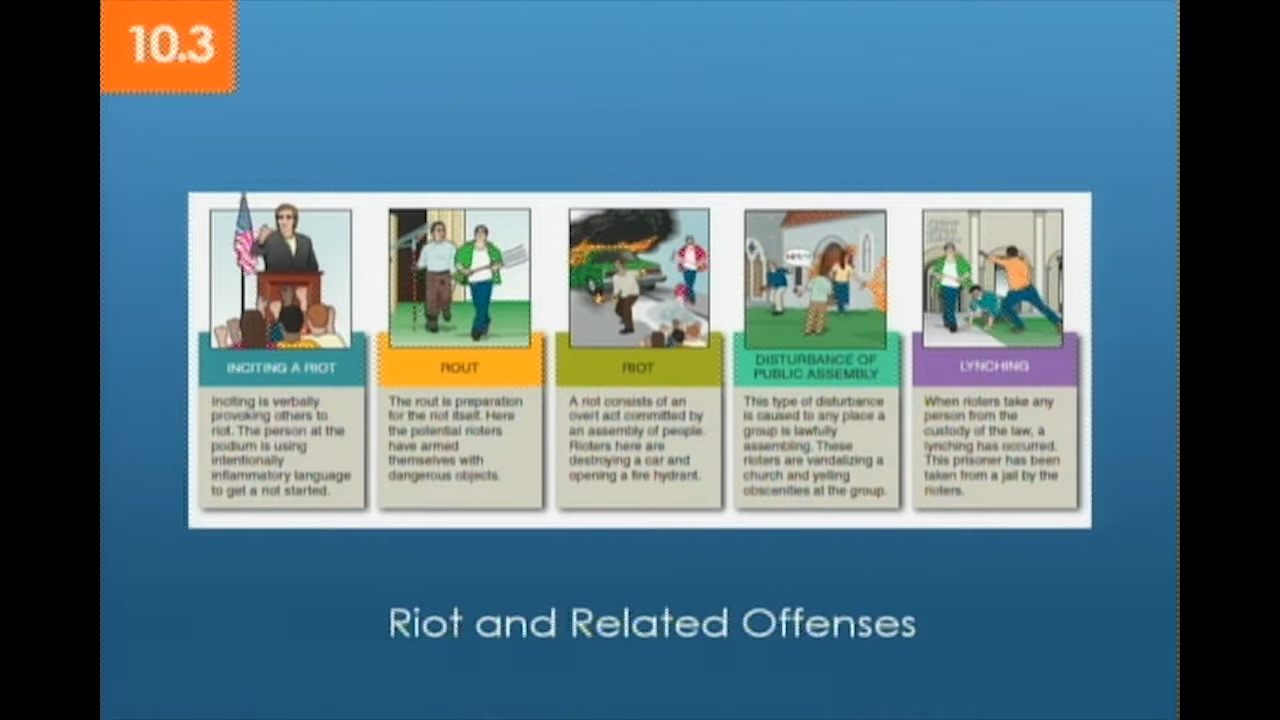 10.3
INCITING A RIOT
Inciting is verbally
provoking others to
riot. The person at the
podium is using
intentionally
inflammatory language
to get a riot started.
ROUT
The rout is preparation
for the riot itself. Here
the potential rioters
have armed
themselves with
dangerous objects.
RIOT
A riot consists of an
overt act committed by
an assembly of people.
Rioters here are
destroying a car and
opening a fire hydrant.
DISTURBANCE OF
PUBLIC ASSEMBLY
This type of disturbance
is caused to any place a
group is lawfully
assembling. These
rioters are vandalizing a
church and yelling
obscenities at the group.
LYNCHING
When rioters take any
person from the
custody of the law, a
lynching has occurred.
This prisoner has been
taken from a jail by the
rioters.
Riot and Related Offenses